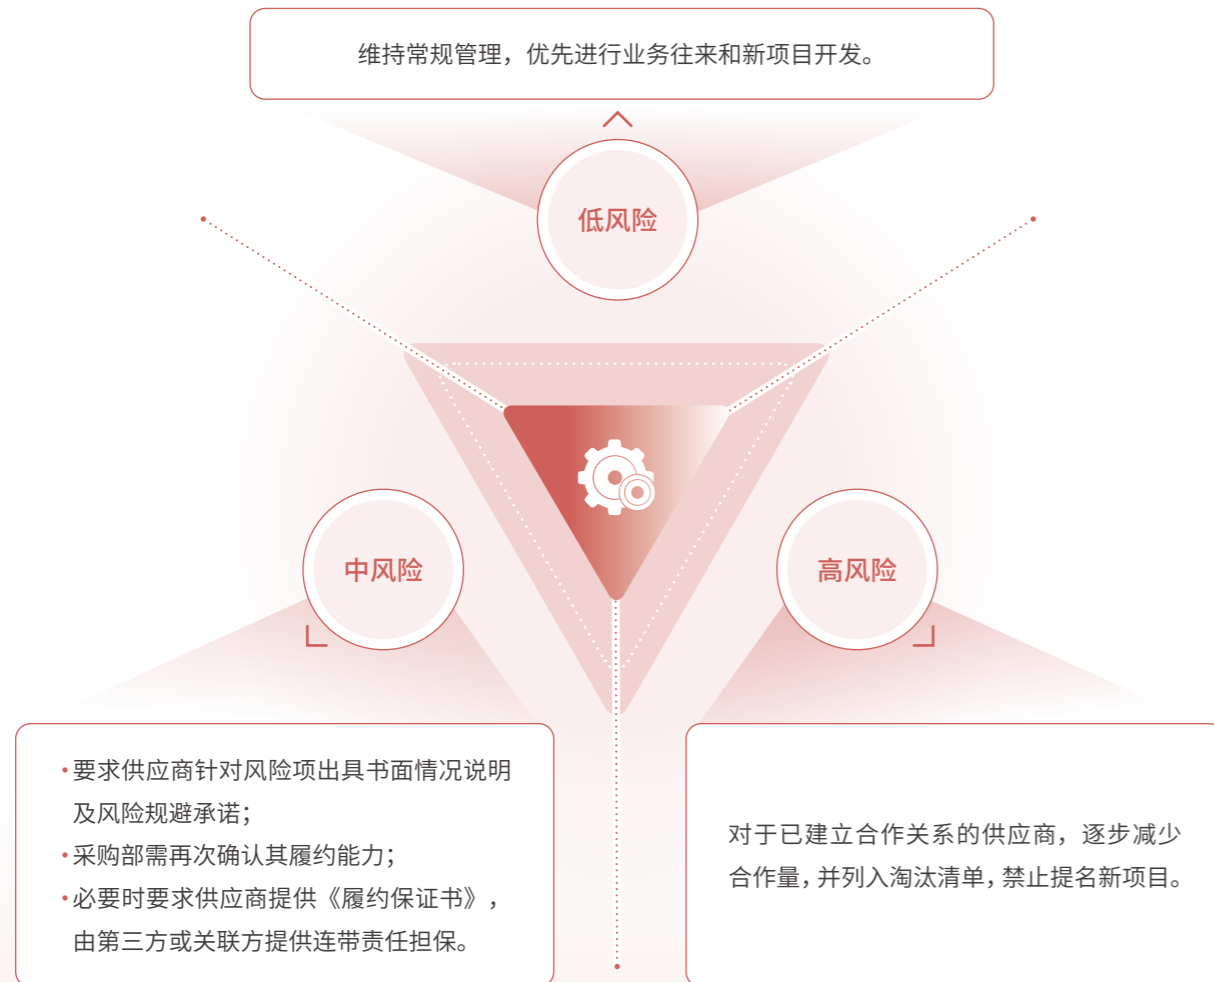 维持常规管理，优先进行业务往来和新项目开发。
低风险
中风险
高风险
•要求供应商针对风险项出具书面情况说明
及风险规避承诺；
•采购部需再次确认其履约能力；
•必要时要求供应商提供《履约保证书》，
由第三方或关联方提供连带责任担保。
对于已建立合作关系的供应商，逐步减少
合作量，并列入淘汰清单，禁止提名新项目。